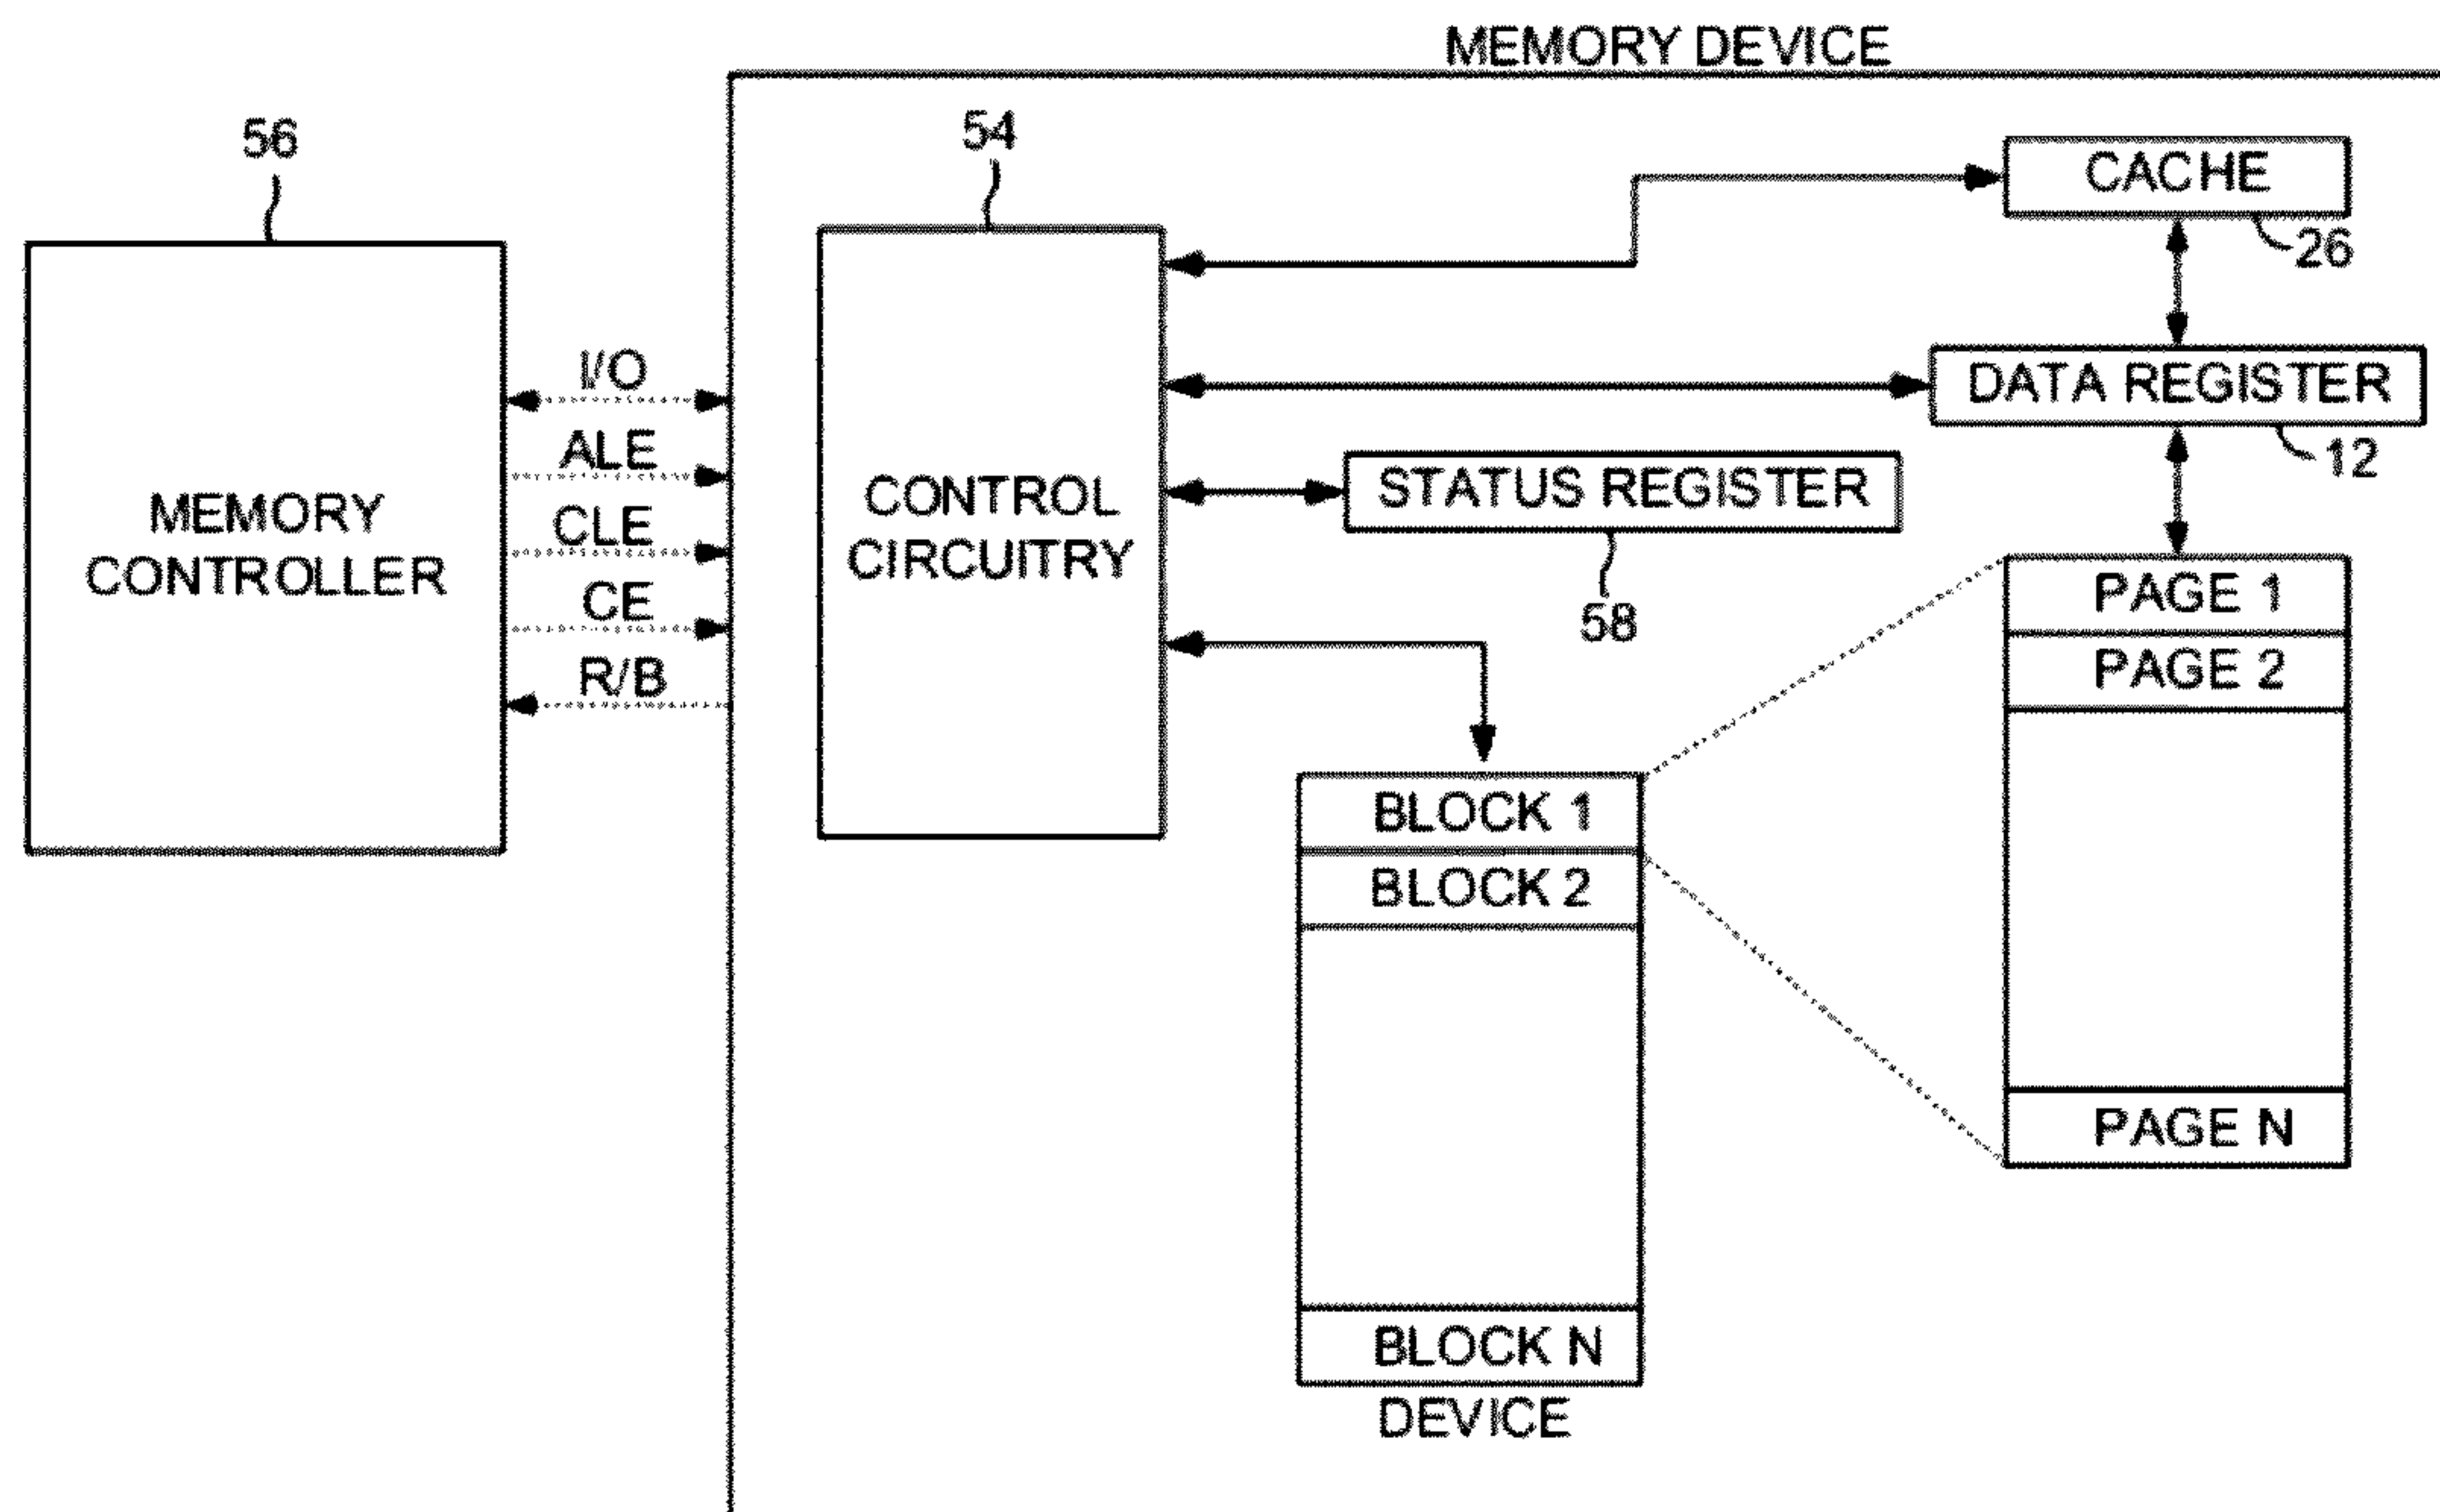 MEMORY DEVICE
56
54
CACHE
26
I/O
DATA REGISTER
12
ALE
STATUS REGISTER
58
MEMORY
CONTROLLER
CLE
CONTROL
CIRCUITRY
CE
R/B
PAGE 1
PAGE 2
PAGE N
BLOCK 1
BLOCK 2
BLOCK N
DEVICE